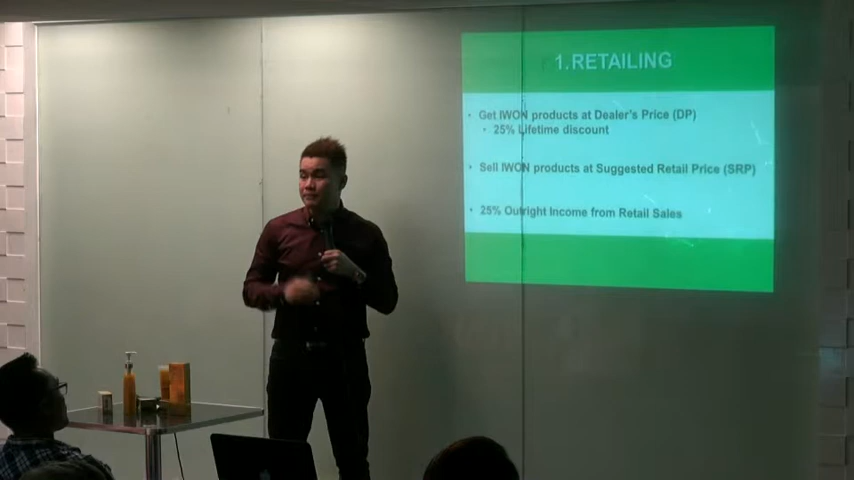 1.RETAILING
• Get IWON products at Dealer's Price (DP)
• 25% Lifetime discount
• Sell IWON products at Suggested Retail Price (SRP)
• 25% Outright Income from Retail Sales